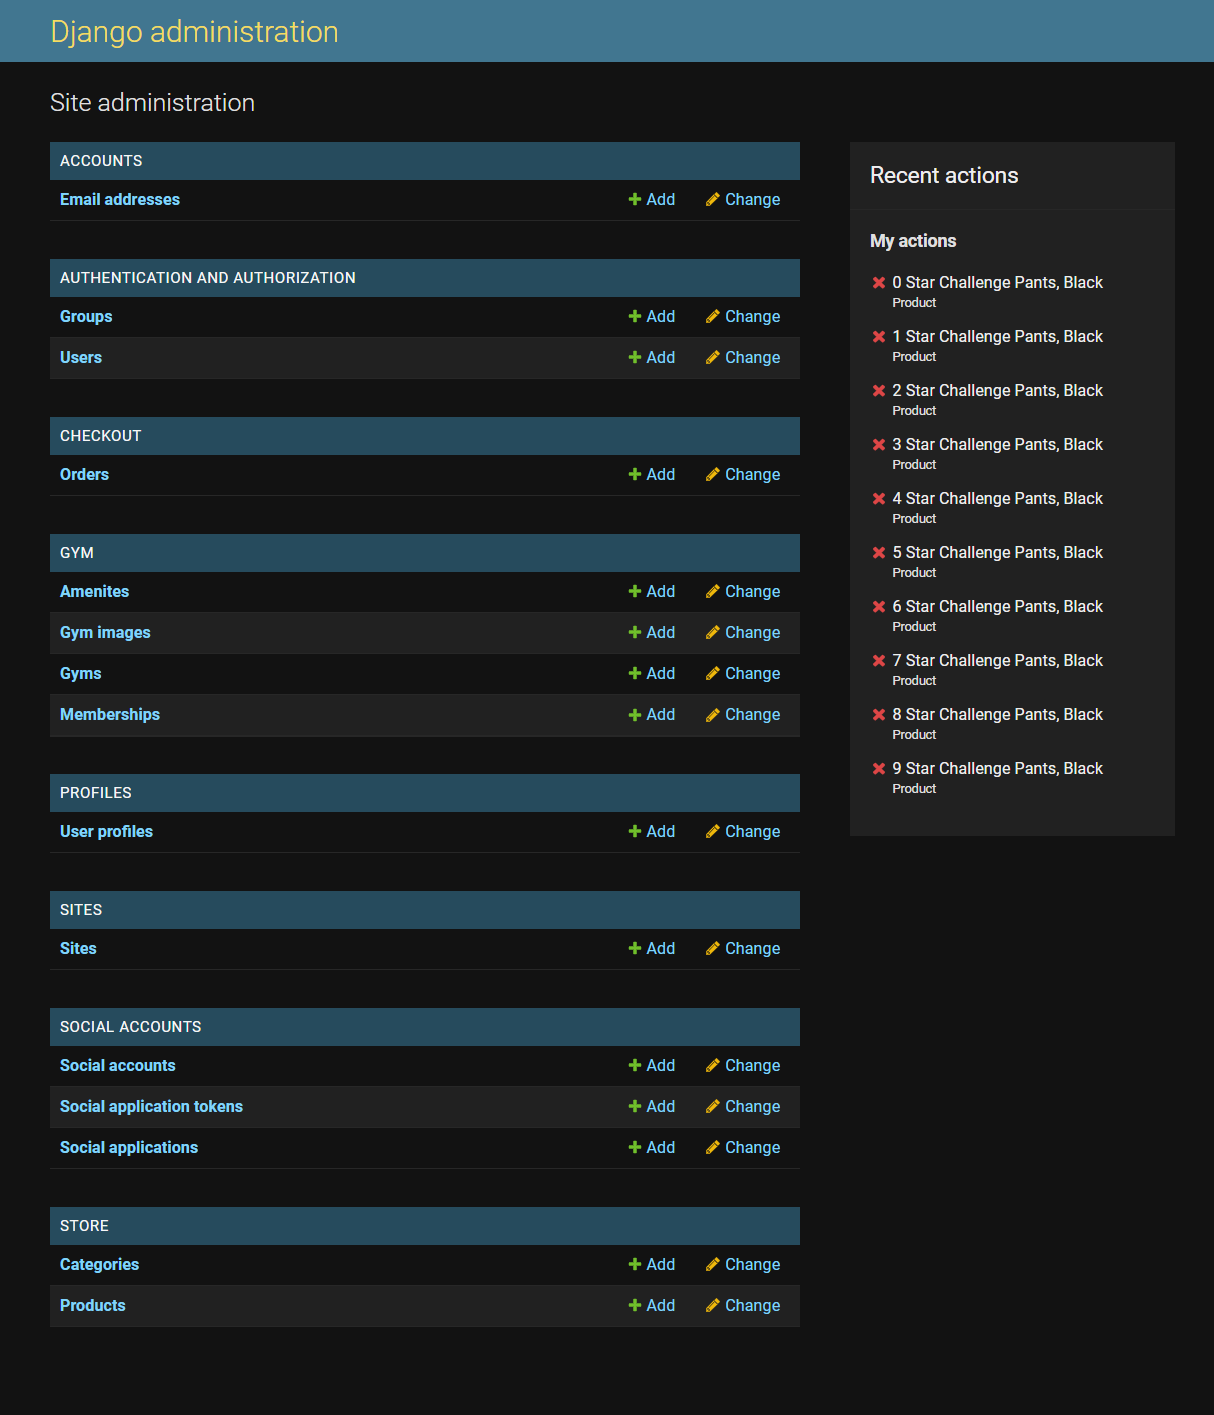 Django administration
Site administration
ACCOUNTS
Email addresses Add Change
AUTHENTICATION AND AUTHORIZATION
Groups Add Change
Users Add Change
CHECKOUT
Orders Add Change
GYM
Amenites Add Change
Gym images Add Change
Gyms Add Change
Memberships Add Change
PROFILES
User profiles Add Change
SITES
Sites Add Change
SOCIAL ACCOUNTS
Social accounts Add Change
Social application tokens Add Change
Social applications Add Change
STORE
Categories Add Change
Products Add Change
Recent actions
My actions
0 Star Challenge Pants, Black
Product
1 Star Challenge Pants, Black
Product
2 Star Challenge Pants, Black
Product
3 Star Challenge Pants, Black
Product
4 Star Challenge Pants, Black
Product
5 Star Challenge Pants, Black
Product
6 Star Challenge Pants, Black
Product
7 Star Challenge Pants, Black
Product
8 Star Challenge Pants, Black
Product
9 Star Challenge Pants, Black
Product